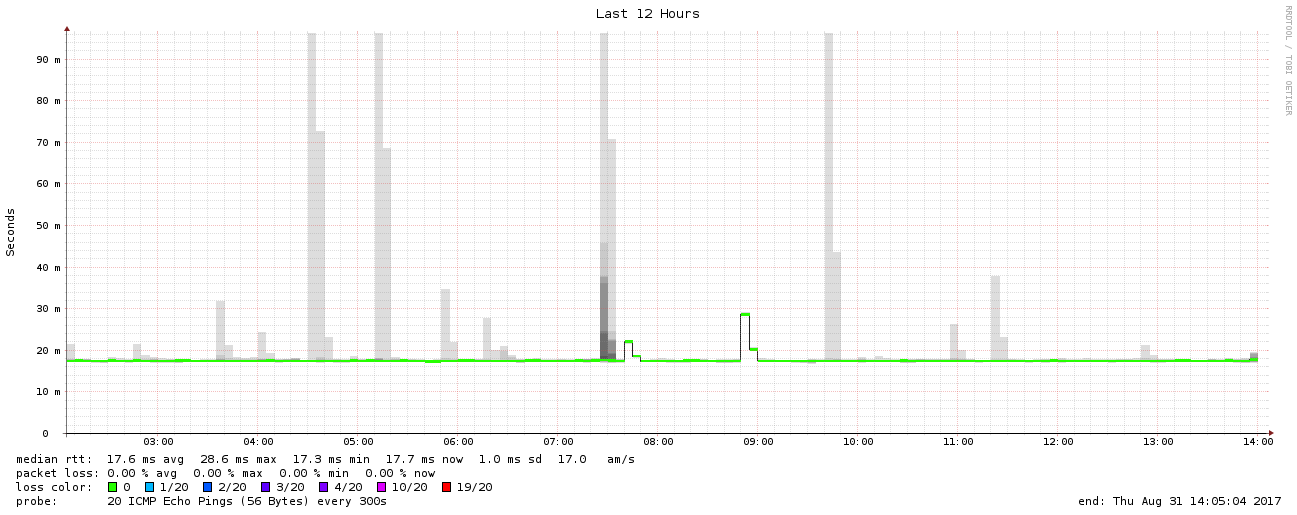 Last 12 Hours
RRDTOOL / TOBI OETIKER
Seconds
90 m
80 m
70 m
60 m
50 m
40 m
30 m
20 m
10 m
0
03:00 04:00 05:00 06:00 07:00 08:00 09:00 10:00 11:00 12:00 13:00 14:00
median rtt: 17.6 ms avg 28.6 ms max 17.3 ms min 17.7 ms now 1.0 ms sd 17.0 am/s
packet loss: 0.00 % avg 0.00 % max 0.00 % min 0.00 % now
loss color: 0 1/20 2/20 3/20 4/20 10/20 19/20
probe: 20 ICMP Echo Pings (56 Bytes) every 300s end: Thu Aug 31 14:05:04 2017